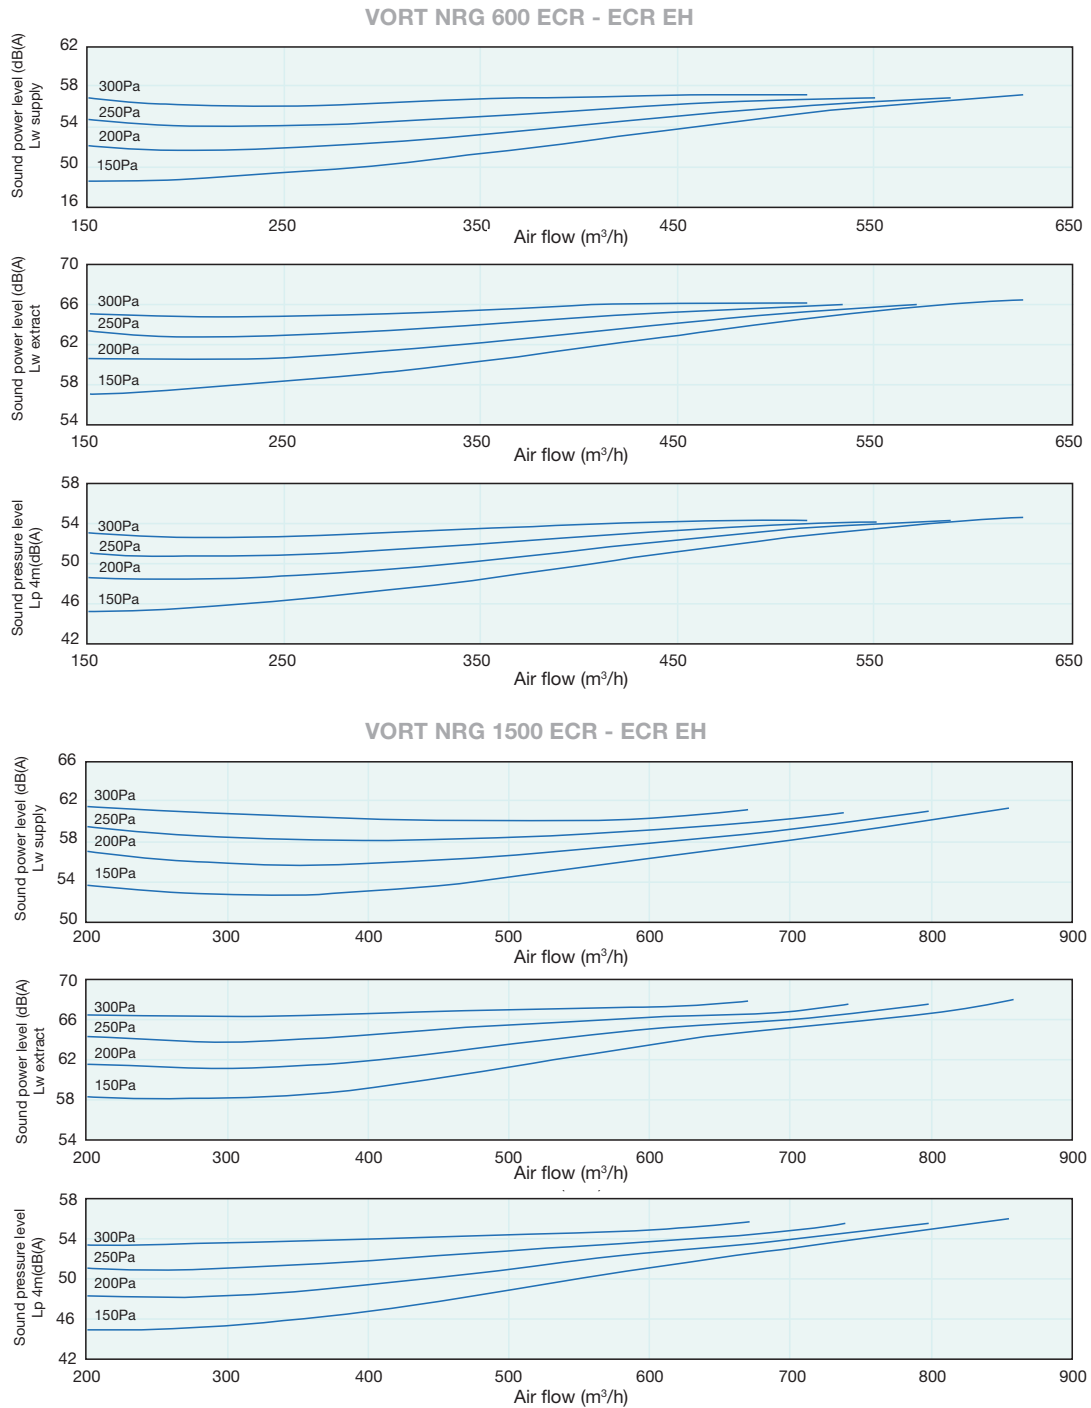 VORT NRG 600 ECR - ECR EH
Sound power level (dB(A)
Lw supply
62
58
54
50
16
300Pa
250Pa
200Pa
150Pa
150 250 350 450 550 650
Air flow (m³/h)
Sound power level (dB(A)
Lw extract
70
66
62
58
54
300Pa
250Pa
200Pa
150Pa
150 250 350 450 550 650
Air flow (m³/h)
Sound pressure level
Lp 4m(dB(A)
58
54
50
46
42
300Pa
250Pa
200Pa
150Pa
150 250 350 450 550 650
Air flow (m³/h)
VORT NRG 1500 ECR - ECR EH
Sound power level (dB(A)
Lw supply
66
62
58
54
50
300Pa
250Pa
200Pa
150Pa
200 300 400 500 600 700 800 900
Air flow (m³/h)
Sound power level (dB(A)
Lw extract
70
66
62
58
54
300Pa
250Pa
200Pa
150Pa
200 300 400 500 600 700 800 900
Air flow (m³/h)
Sound pressure level
Lp 4m(dB(A)
58
54
50
46
42
300Pa
250Pa
200Pa
150Pa
200 300 400 500 600 700 800 900
Air flow (m³/h)